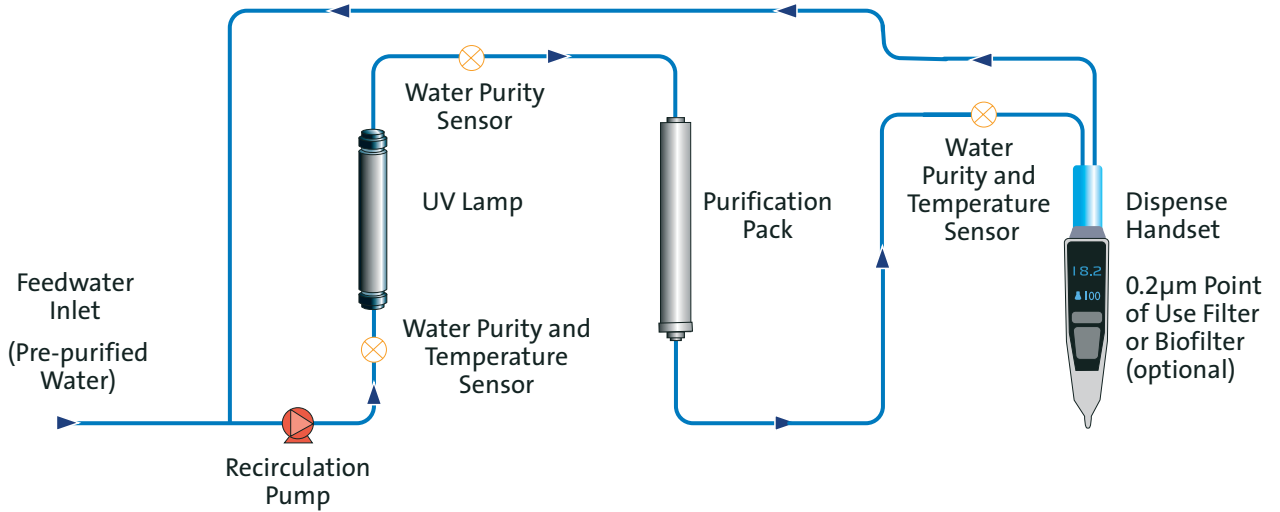 Water Purity
Sensor
UV Lamp
Purification
Pack
Water
Purity and
Temperature
Sensor
Dispense
Handset
18.2
100
0.2µm Point
of Use Filter
or Biofilter
(optional)
Feedwater
Inlet
(Pre-purified
Water)
Water Purity and
Temperature
Sensor
Recirculation
Pump